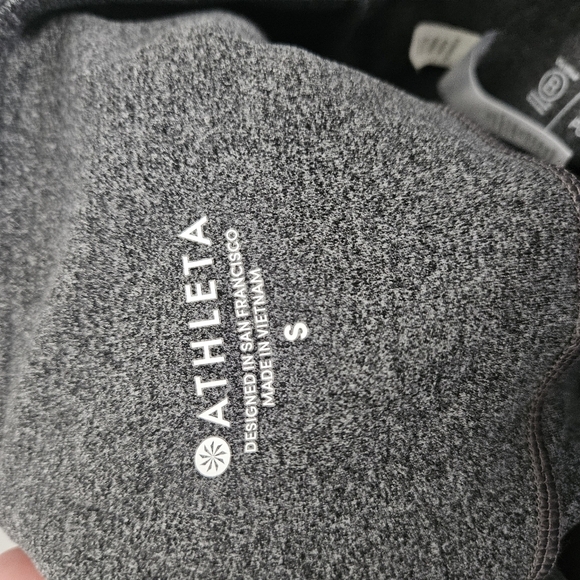 ATHLETA
DESIGNED IN SAN FRANCISCO
MADE IN VIETNAM
S